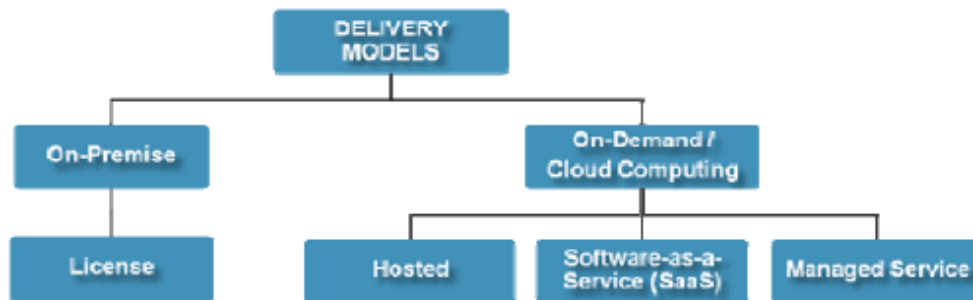 DELIVERY
MODELS
On-Premise
On-Demand /
Cloud Computing
License
Hosted
Software-as-a-
Service (SaaS)
Managed Service